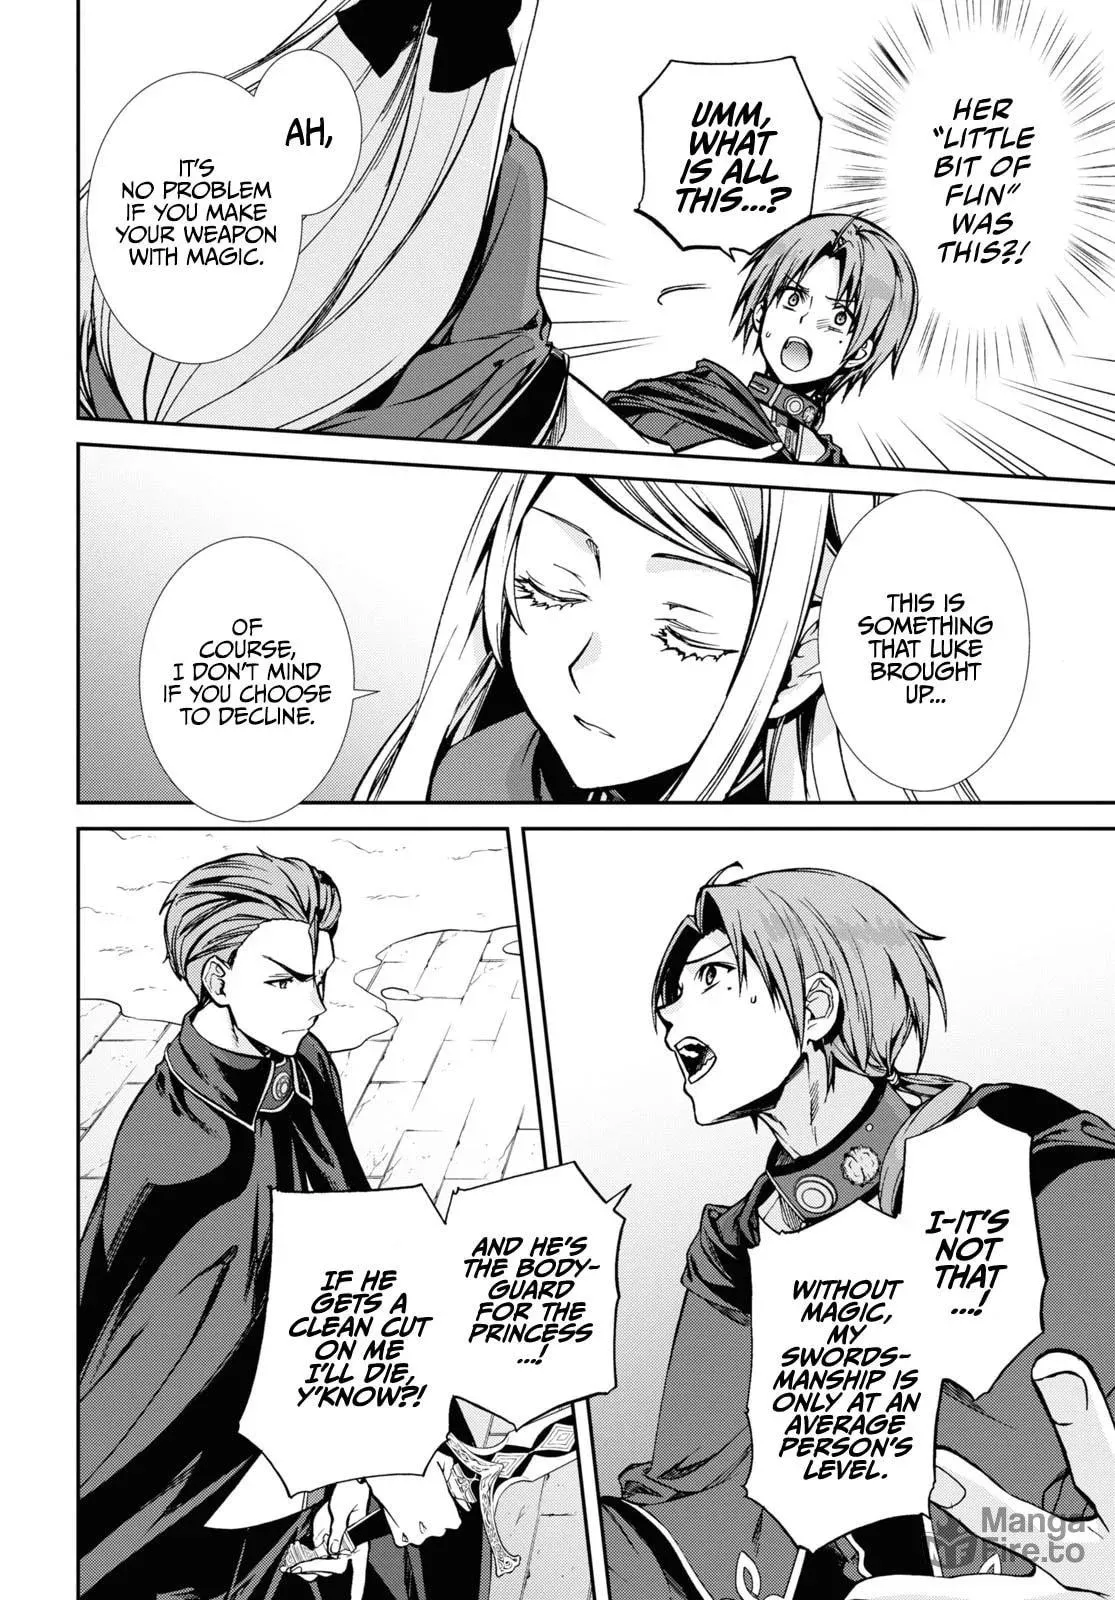 HER
"LITTLE
BIT OF
FUN"
WAS
THIS?!
UMM,
WHAT
IS ALL
THIS...?
AH,
IT'S
NO PROBLEM
IF YOU MAKE
YOUR WEAPON
WITH MAGIC.
THIS IS
SOMETHING
THAT LUKE
BROUGHT
UP...
OF
COURSE,
I DON'T MIND
IF YOU CHOOSE
TO DECLINE.
I-IT'S
NOT
THAT
...!
WITHOUT
MAGIC,
MY
SWORDS-
MANSHIP IS
ONLY AT AN
AVERAGE
PERSON'S
LEVEL.
AND HE'S
THE BODY-
GUARD
FOR THE
PRINCESS
...!
IF HE
GETS A
CLEAN CUT
ON ME
I'LL DIE,
Y'KNOW?!
Manga
Fire.to